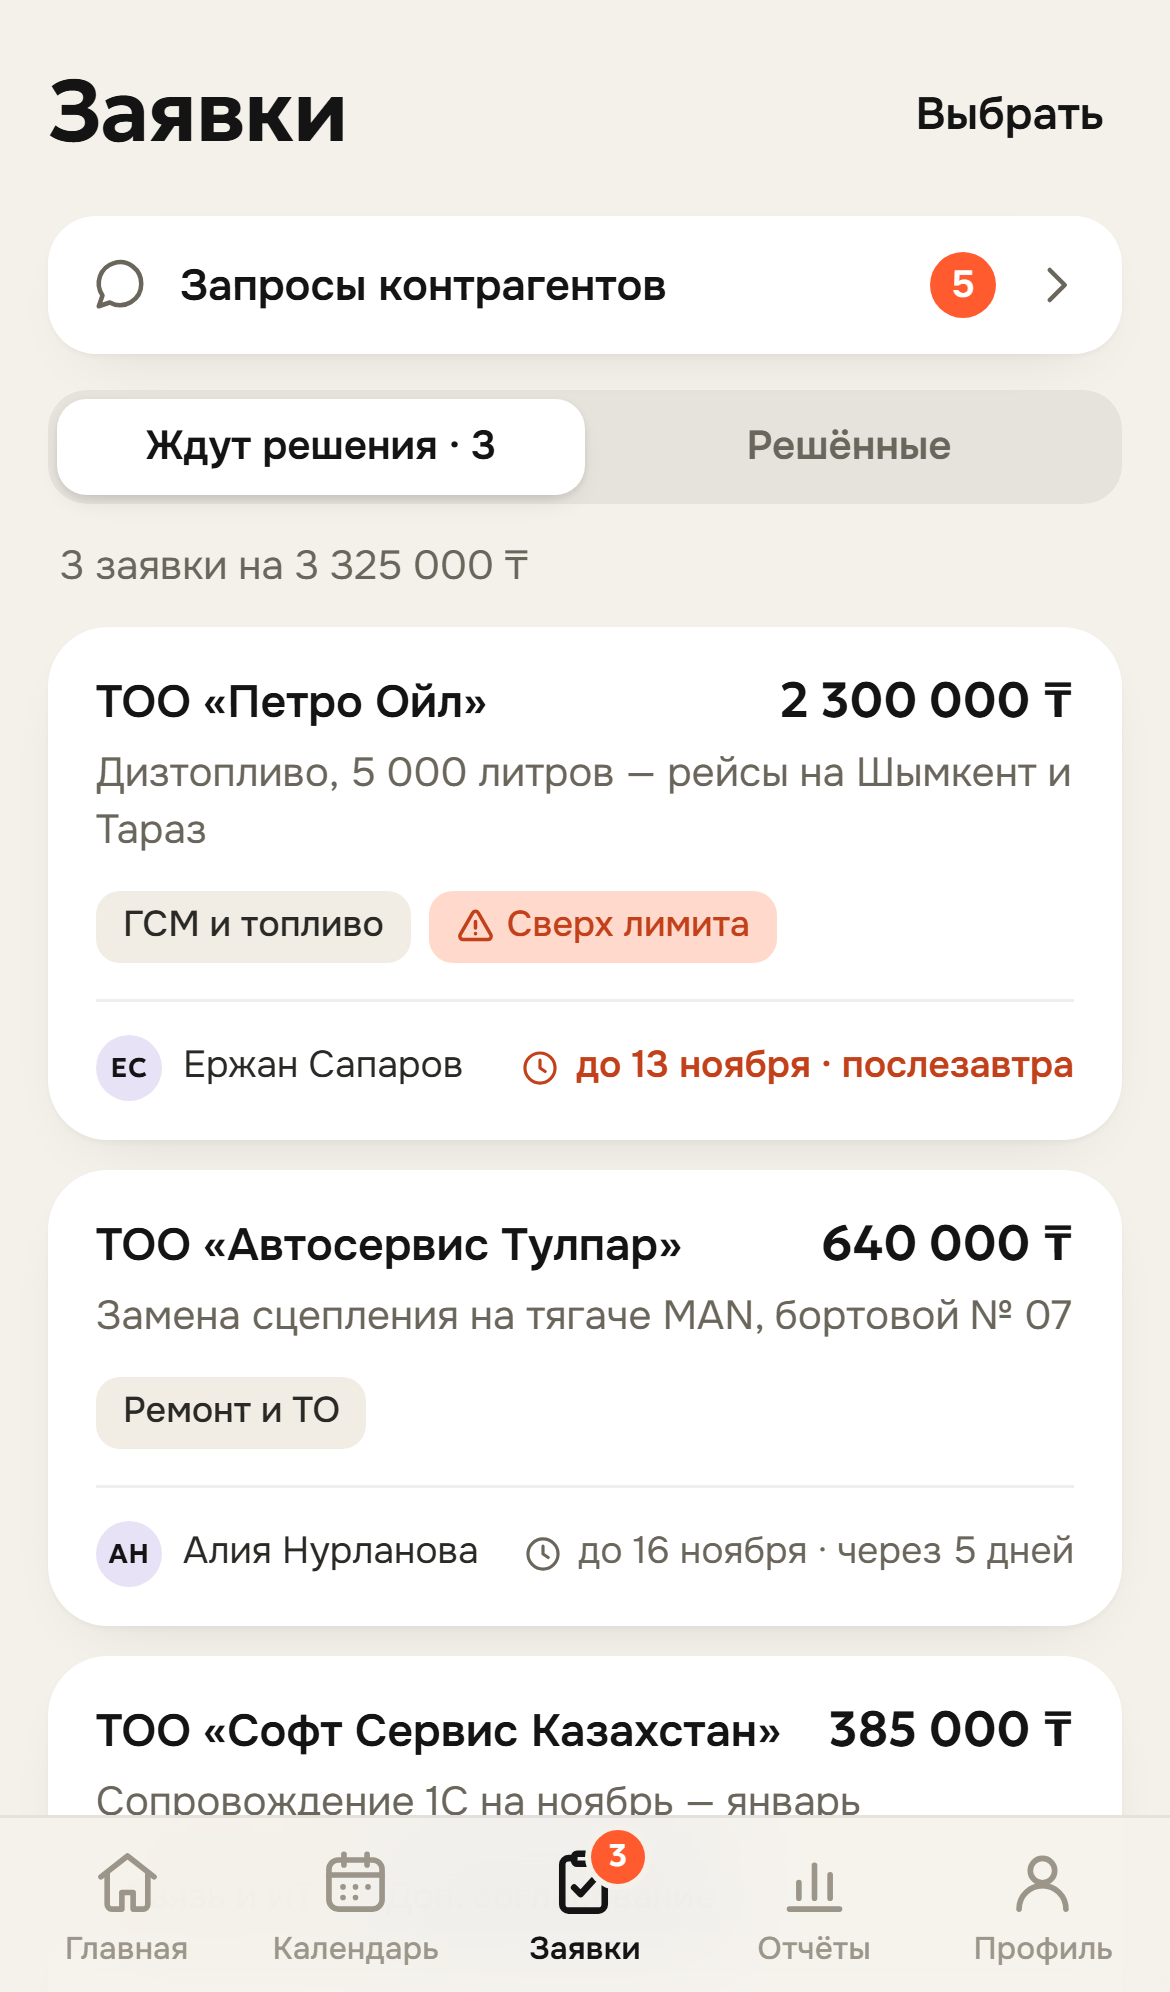 Заявки
Выбрать
Запросы контрагентов
5
Ждут решения · 3
Решённые
3 заявки на 3 325 000 ₸
ТОО «Петро Ойл»
2 300 000 ₸
Дизтопливо, 5 000 литров — рейсы на Шымкент и
Тараз
ГСМ и топливо
Сверх лимита
ЕС
Ержан Сапаров
до 13 ноября · послезавтра
ТОО «Автосервис Тулпар»
640 000 ₸
Замена сцепления на тягаче MAN, бортовой № 07
Ремонт и ТО
АН
Алия Нурланова
до 16 ноября · через 5 дней
ТОО «Софт Сервис Казахстан»
385 000 ₸
Сопровождение 1С на ноябрь — январь
3
Главная
Календарь
Заявки
Отчёты
Профиль